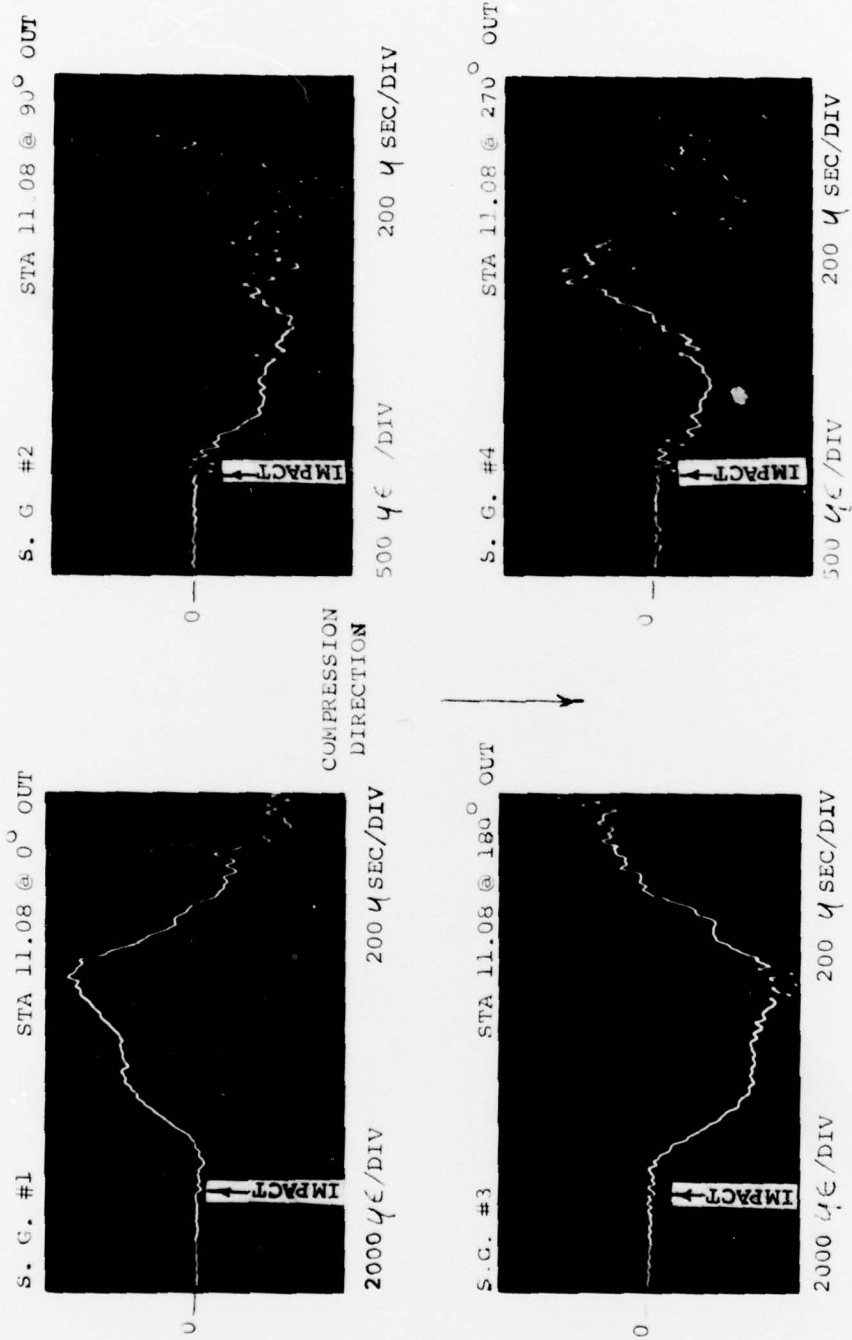 S. G. #1 STA 11.08 @ 0° OUT
0
IMPACT
2000 με/DIV 200 μSEC/DIV
S. G #2 STA 11.08 @ 90° OUT
0
IMPACT
500 με /DIV 200 μ SEC/DIV
COMPRESSION
DIRECTION
S.G. #3 STA 11.08 @ 180° OUT
0
IMPACT
2000 με/DIV 200 μ SEC/DIV
S. G. #4 STA 11.08 @ 270° OUT
0
IMPACT
500 με/DIV 200 μ SEC/DIV